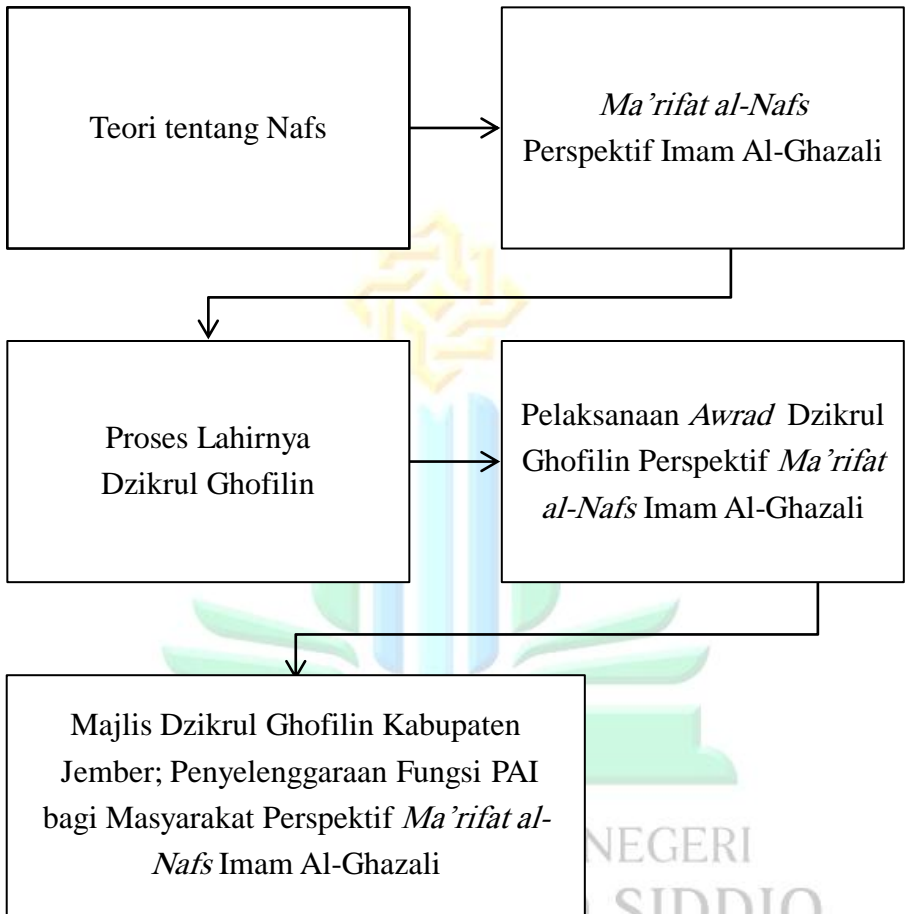 Teori tentang Nafs
Ma’rifat al-Nafs
Perspektif Imam Al-Ghazali
Proses Lahirnya
Dzikrul Ghofilin
Pelaksanaan Awrad Dzikrul
Ghofilin Perspektif Ma’rifat
al-Nafs Imam Al-Ghazali
Majlis Dzikrul Ghofilin Kabupaten
Jember; Penyelenggaraan Fungsi PAI
bagi Masyarakat Perspektif Ma’rifat al-
Nafs Imam Al-Ghazali
NEGERI
SIDDIQ